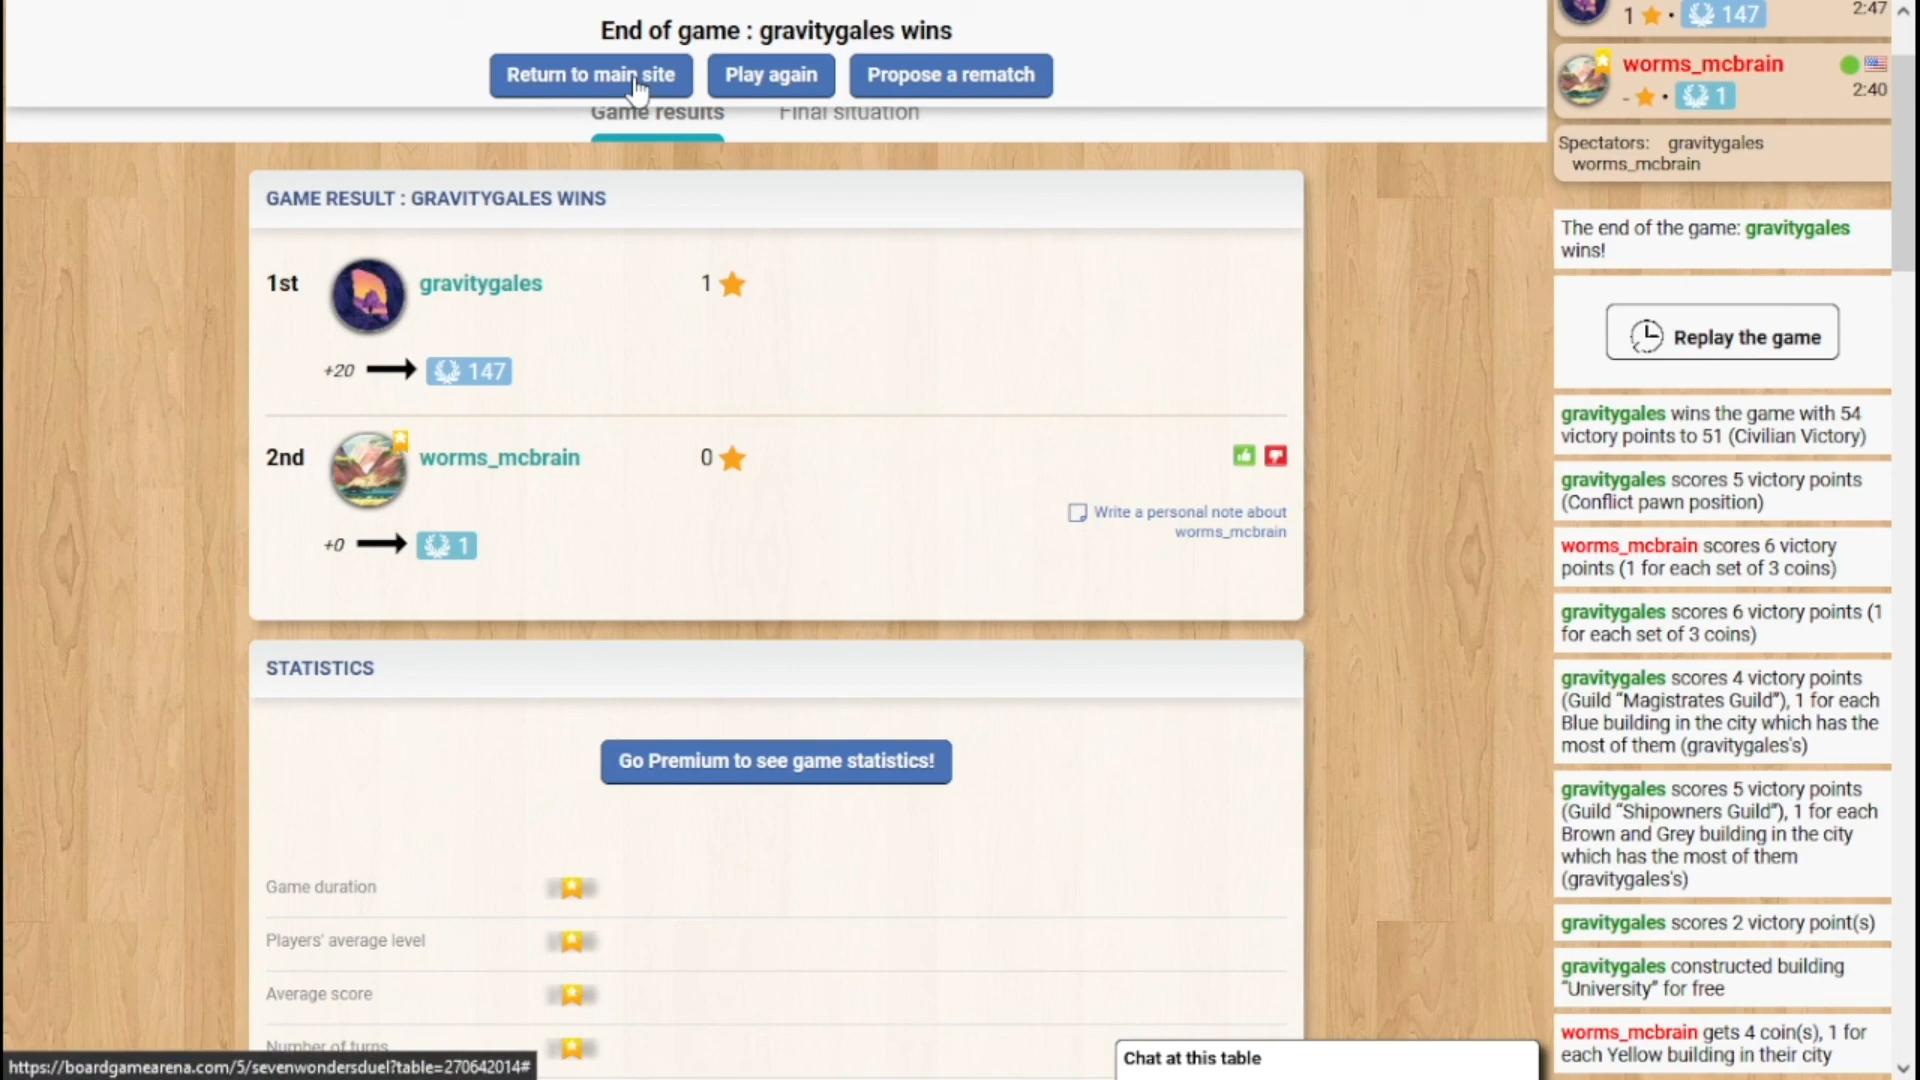 End of game : gravitygales wins
Return to main site
Play again
Propose a rematch
Game results
Final situation
GAME RESULT : GRAVITYGALES WINS
1st
gravitygales
1
+20
147
2nd
worms_mcbrain
0
Write a personal note about
worms_mcbrain
+0
1
STATISTICS
Go Premium to see game statistics!
Game duration
Players' average level
Average score
Number of turns
https://boardgamearena.com/5/sevenwondersduel?table=270642014#
Chat at this table
1 • 147
2:47
worms_mcbrain
- • 1
2:40
Spectators: gravitygales
worms_mcbrain
The end of the game: gravitygales
wins!
Replay the game
gravitygales wins the game with 54
victory points to 51 (Civilian Victory)
gravitygales scores 5 victory points
(Conflict pawn position)
worms_mcbrain scores 6 victory
points (1 for each set of 3 coins)
gravitygales scores 6 victory points (1
for each set of 3 coins)
gravitygales scores 4 victory points
(Guild “Magistrates Guild”), 1 for each
Blue building in the city which has the
most of them (gravitygales's)
gravitygales scores 5 victory points
(Guild “Shipowners Guild”), 1 for each
Brown and Grey building in the city
which has the most of them
(gravitygales's)
gravitygales scores 2 victory point(s)
gravitygales constructed building
“University” for free
worms_mcbrain gets 4 coin(s), 1 for
each Yellow building in their city